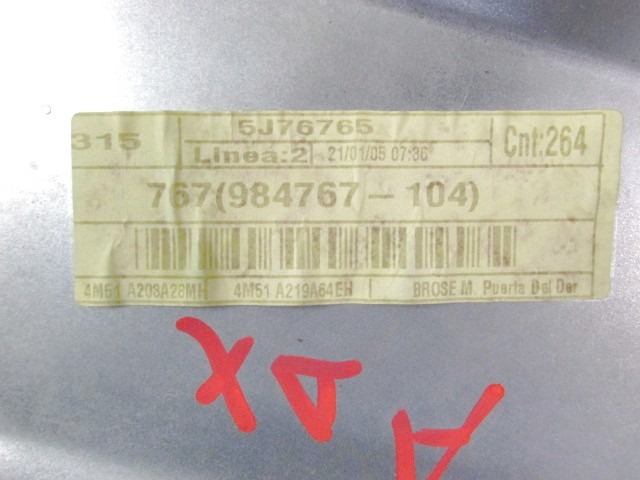 315 5J76765
Linea:2 21/01/05 07:36 Cnt:264
767(984767-104)
4M51 A208A28MH 4M51 A219A64EH BROSE M. Puerta Del Der